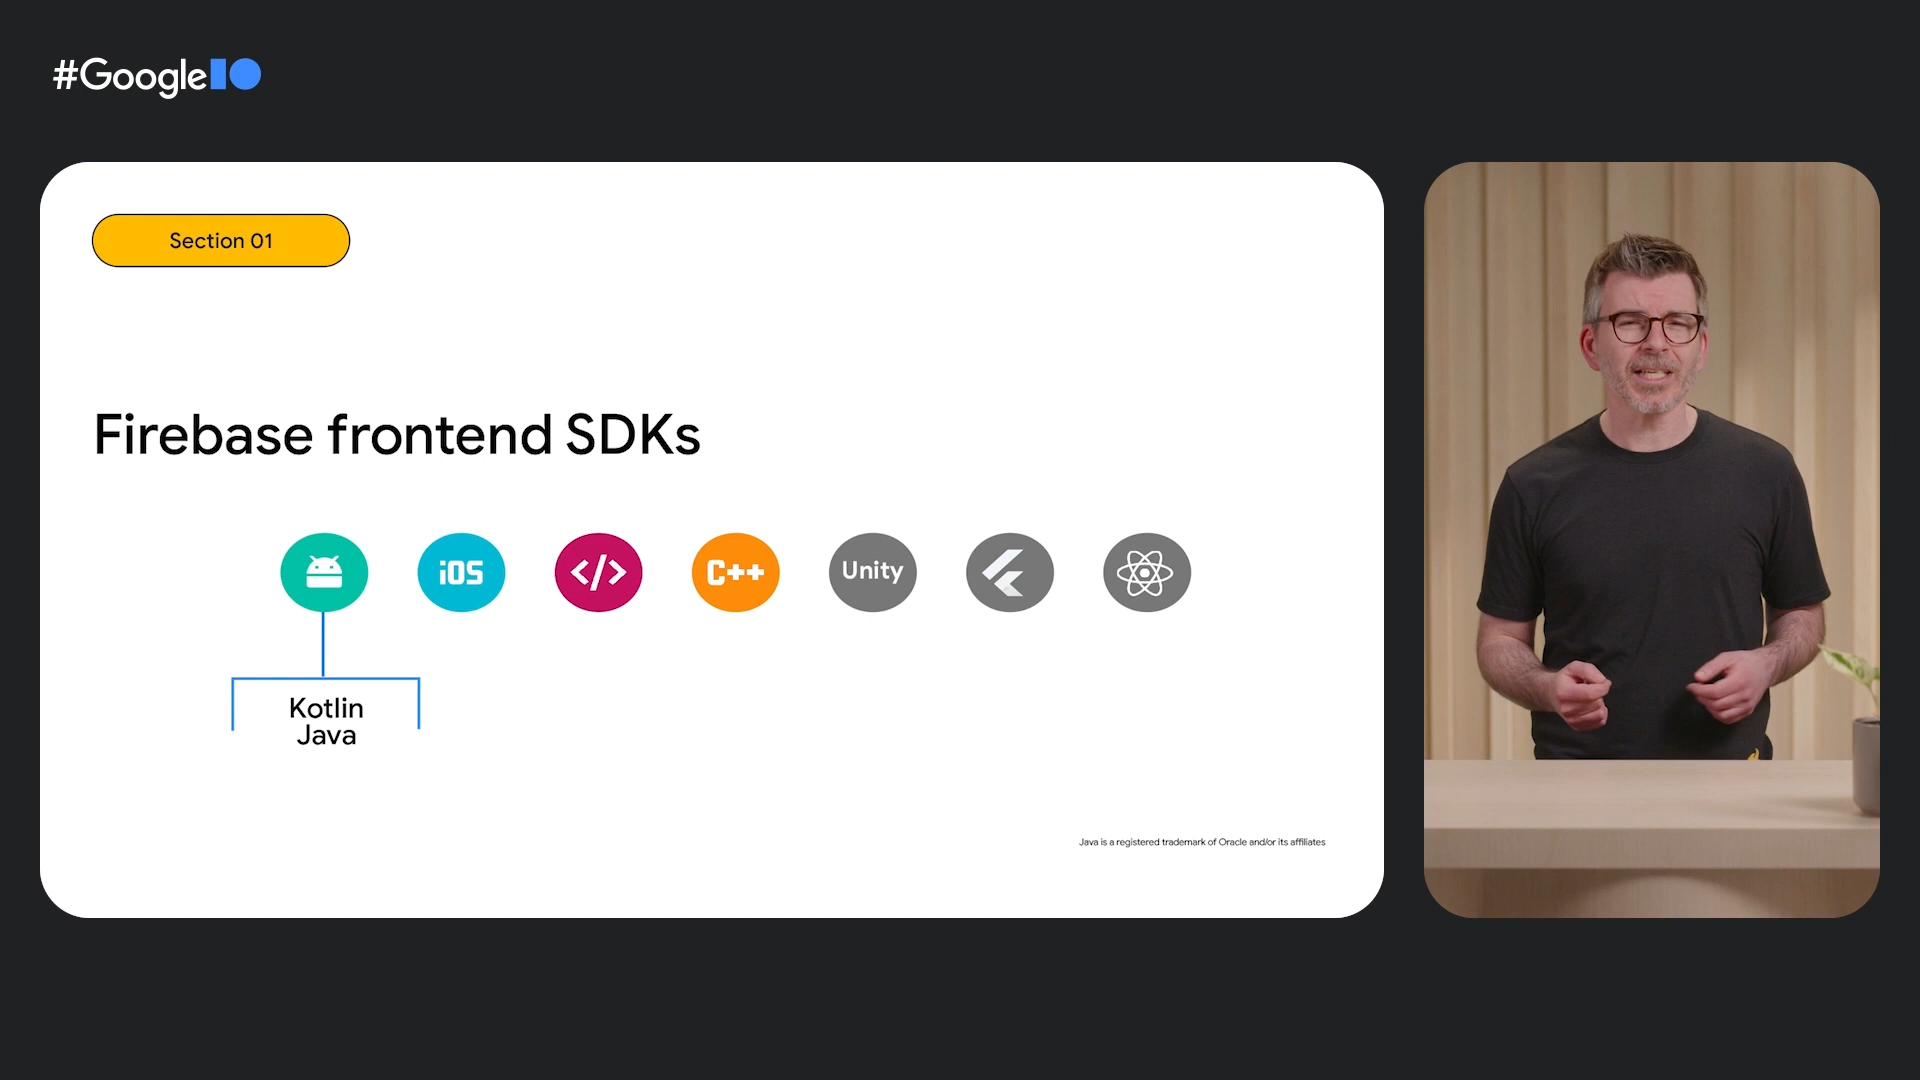 #GoogleIO
Section 01
Firebase frontend SDKs
iOS
</>
C++
Unity
Kotlin
Java
Java is a registered trademark of Oracle and/or its affiliates